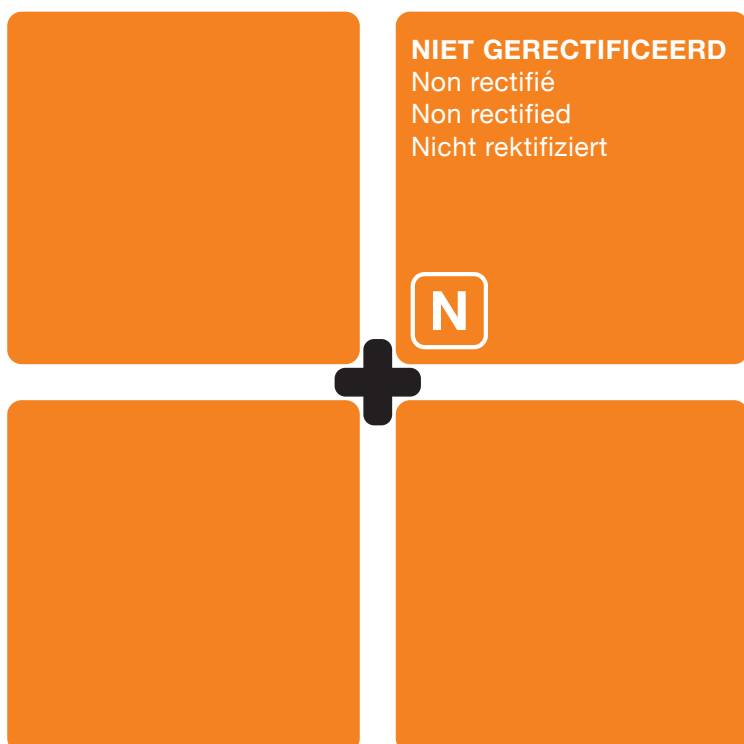 NIET GERECTIFICEERD
Non rectifié
Non rectified
Nicht rektifiziert
N